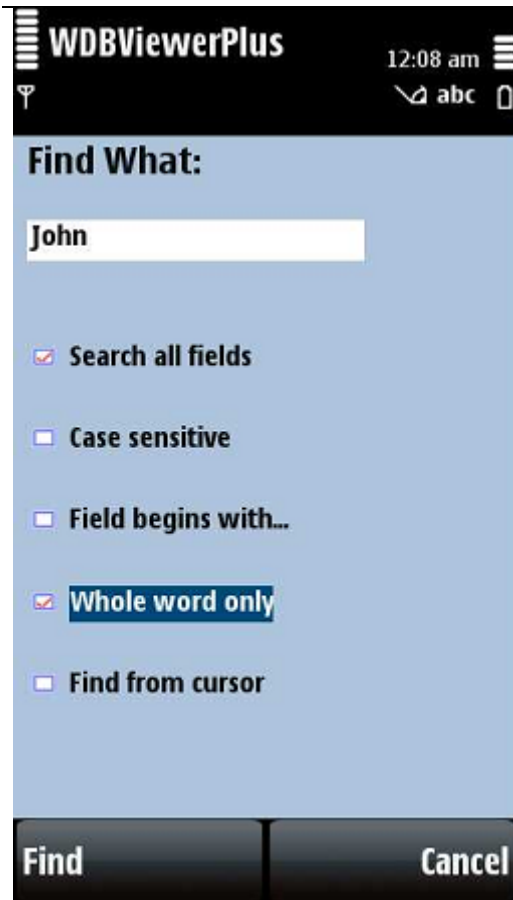 WDBViewerPlus
12:08 am
abc
Find What:
John
Search all fields
Case sensitive
Field begins with...
Whole word only
Find from cursor
Find Cancel